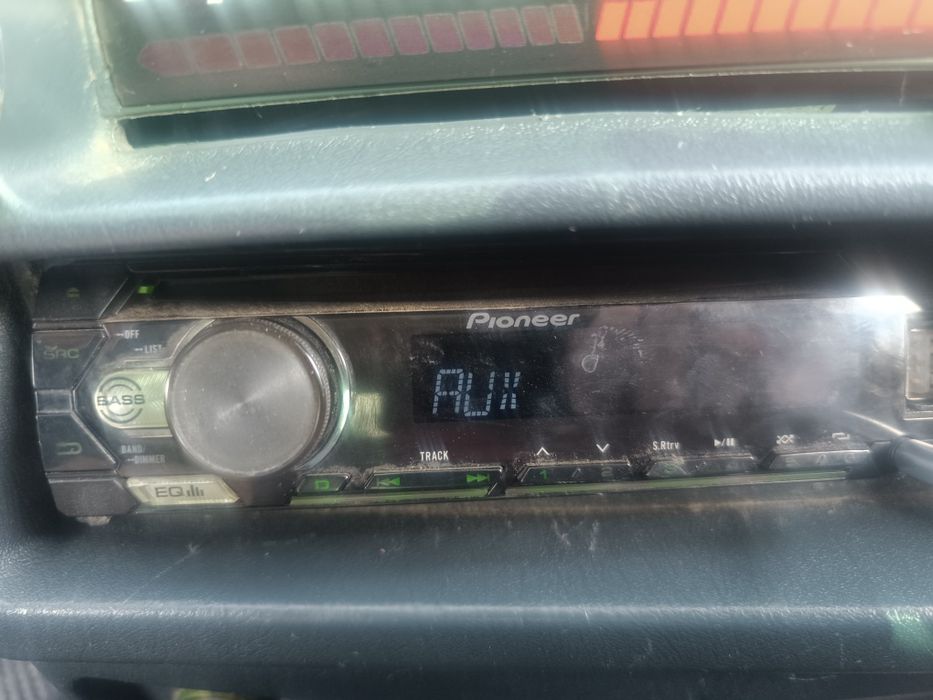 Pioneer
OFF
LIST
SRC
BASS
AUX
BAND/
DIMMER
TRACK
S.Rtrv
EQ
D
1
2